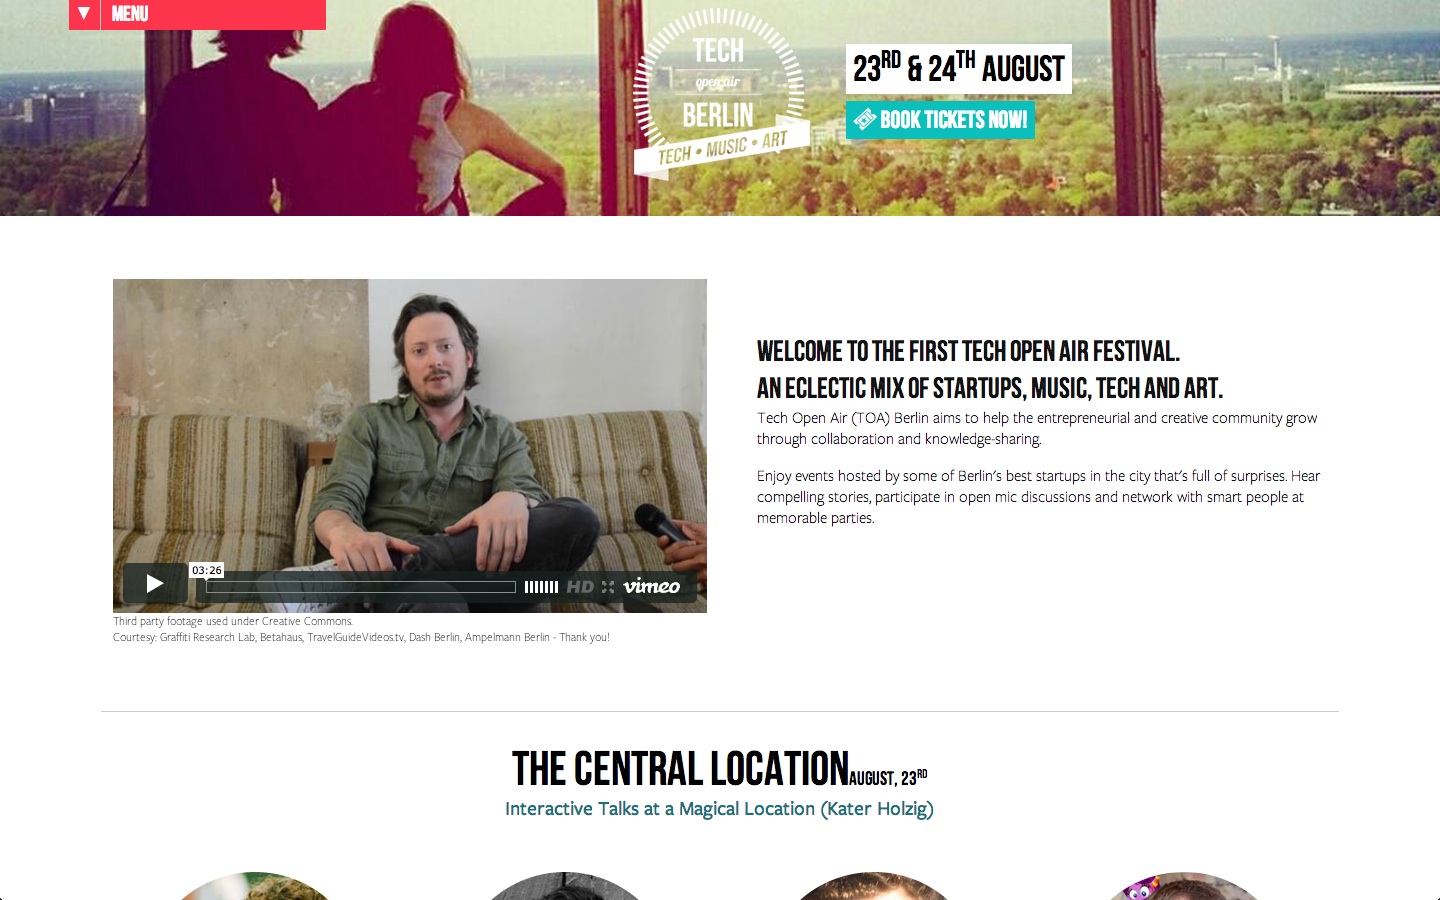 ▼ MENU
TECH
open air
BERLIN
TECH • MUSIC • ART
23RD & 24TH AUGUST
BOOK TICKETS NOW!
WELCOME TO THE FIRST TECH OPEN AIR FESTIVAL.
AN ECLECTIC MIX OF STARTUPS, MUSIC, TECH AND ART.
Tech Open Air (TOA) Berlin aims to help the entrepreneurial and creative community grow
through collaboration and knowledge-sharing.
Enjoy events hosted by some of Berlin's best startups in the city that's full of surprises. Hear
compelling stories, participate in open mic discussions and network with smart people at
memorable parties.
03:26
HD vimeo
Third party footage used under Creative Commons.
Courtesy: Graffiti Research Lab, Betahaus, TravelGuideVideos.tv, Dash Berlin, Ampelmann Berlin - Thank you!
THE CENTRAL LOCATION AUGUST, 23RD
Interactive Talks at a Magical Location (Kater Holzig)